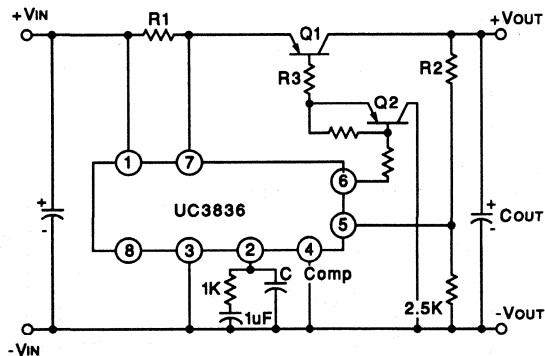 +VIN
R1
Q1
+VOUT
R3
R2
Q2
1
7
6
+
-
UC3836
5
+
-
COUT
8
3
2
4
C
Comp
1K
1uF
2.5K
-VIN
-VOUT